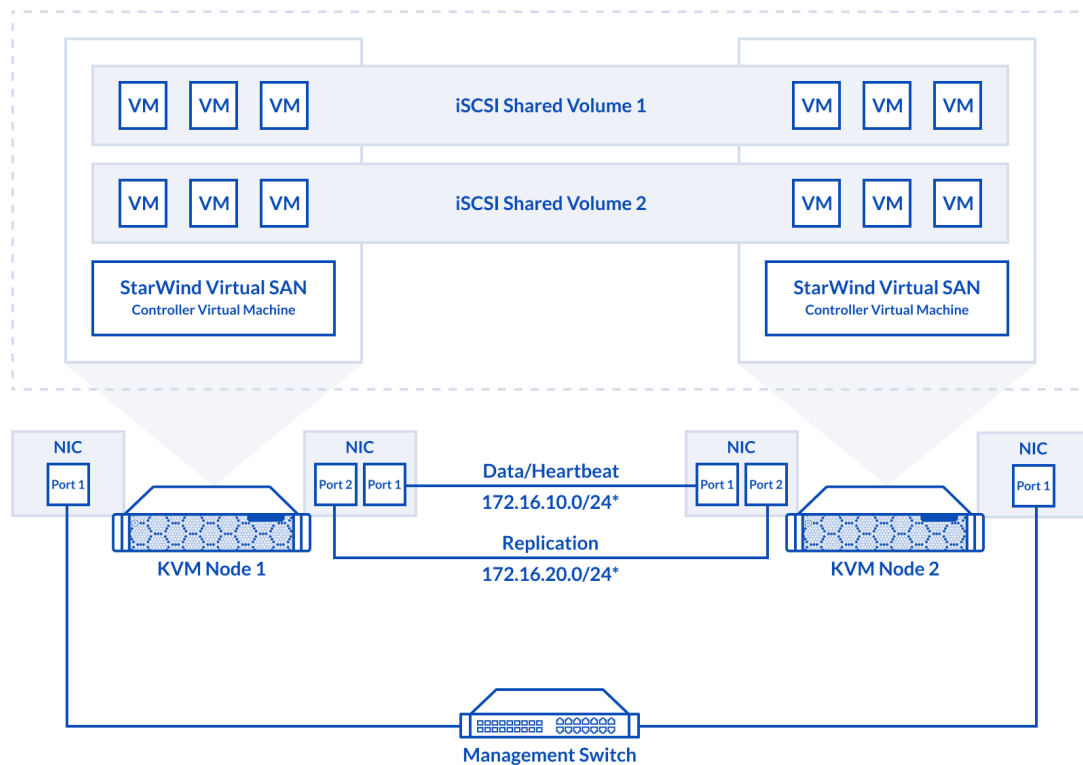 VM VM VM iSCSI Shared Volume 1 VM VM VM
VM VM VM iSCSI Shared Volume 2 VM VM VM
StarWind Virtual SAN
Controller Virtual Machine
StarWind Virtual SAN
Controller Virtual Machine
NIC
Port 1
NIC
Port 2 Port 1
Data/Heartbeat
172.16.10.0/24*
Replication
172.16.20.0/24*
NIC
Port 1 Port 2
NIC
Port 1
KVM Node 1
KVM Node 2
Management Switch